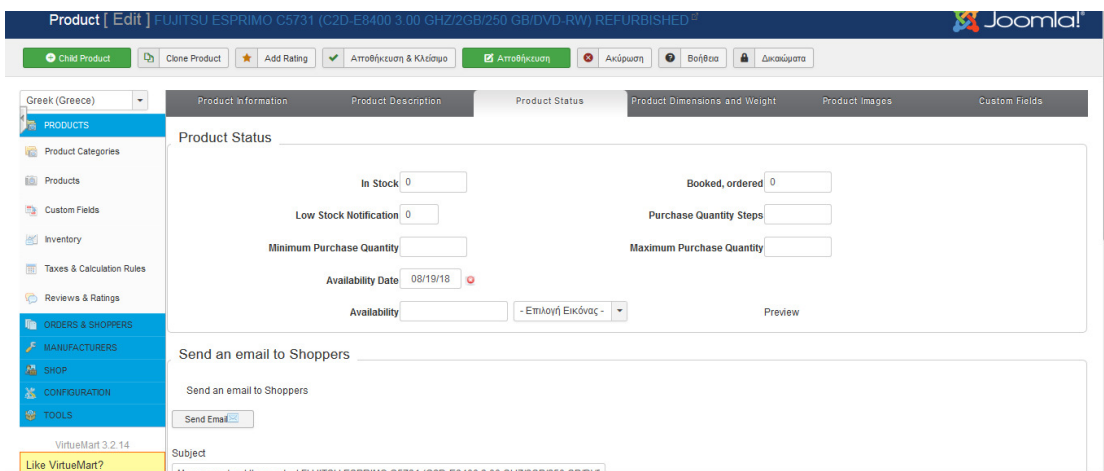 Product [ Edit ] FUJITSU ESPRIMO C5731 (C2D-E8400 3.00 GHZ/2GB/250 GB/DVD-RW) REFURBISHED
Joomla!
Child Product Clone Product Add Rating Αποθήκευση & Κλείσιμο Αποθήκευση Ακύρωση Βοήθεια Δικαιώματα
Greek (Greece)
Product Information Product Description Product Status Product Dimensions and Weight Product Images Custom Fields
PRODUCTS
Product Categories
Products
Custom Fields
Inventory
Taxes & Calculation Rules
Reviews & Ratings
ORDERS & SHOPPERS
MANUFACTURERS
SHOP
CONFIGURATION
TOOLS
VirtueMart 3.2.14
Like VirtueMart?
Product Status
In Stock 0 Booked, ordered 0
Low Stock Notification 0 Purchase Quantity Steps
Minimum Purchase Quantity Maximum Purchase Quantity
Availability Date 08/19/18
Availability - Επιλογή Εικόνας - Preview
Send an email to Shoppers
Send an email to Shoppers
Send Email
Subject